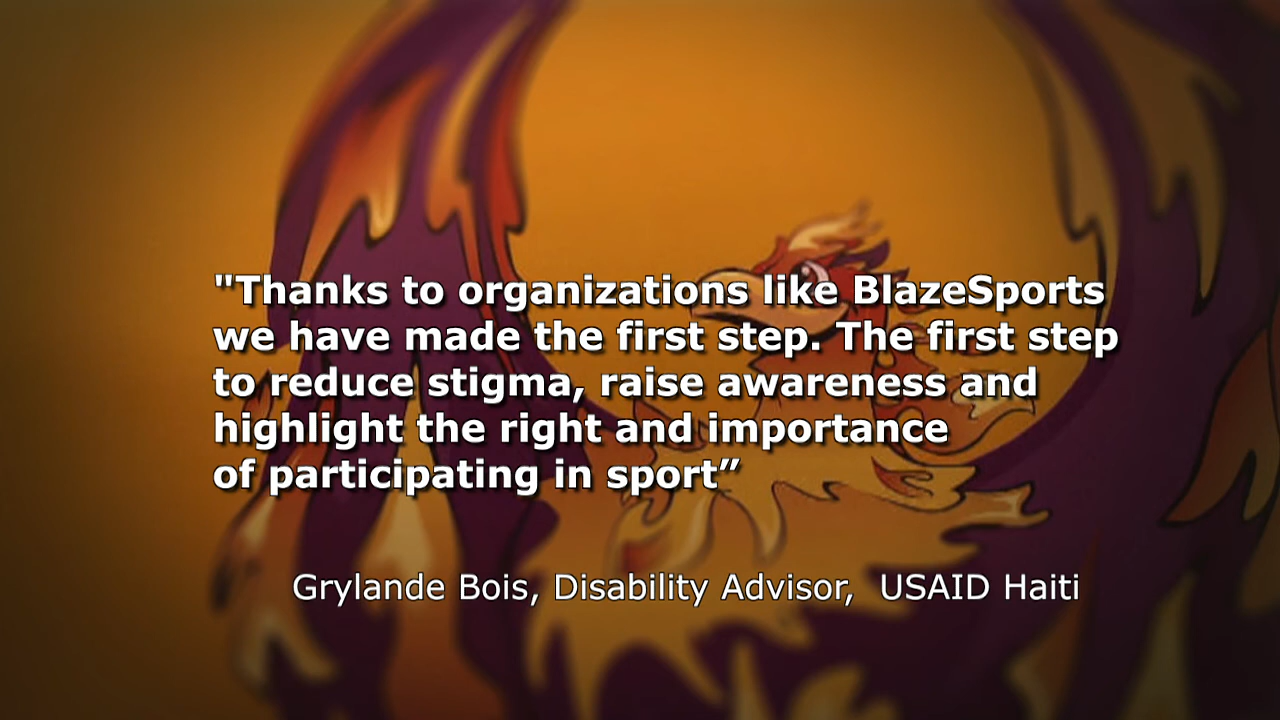 "Thanks to organizations like BlazeSports
we have made the first step. The first step
to reduce stigma, raise awareness and
highlight the right and importance
of participating in sport”
Grylande Bois, Disability Advisor,  USAID Haiti